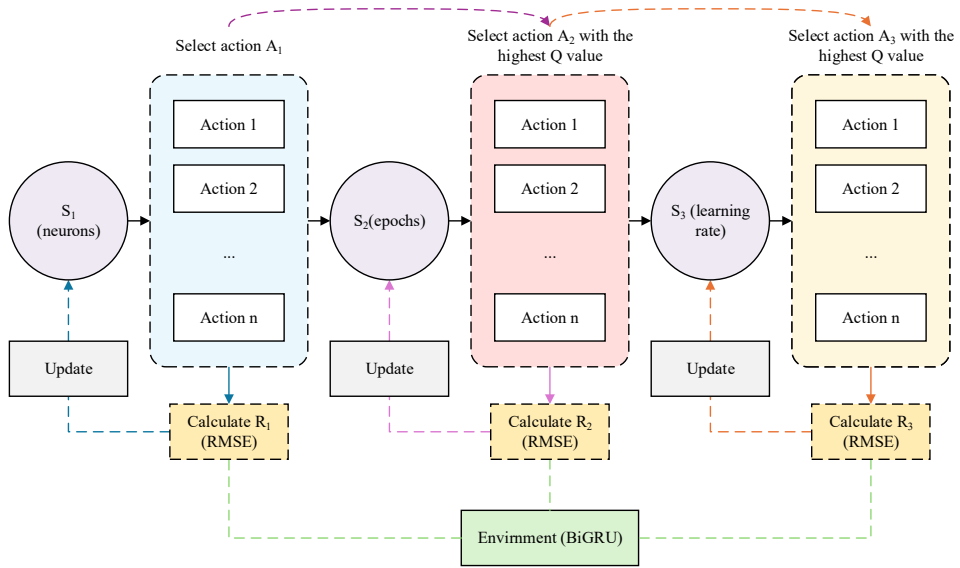 Select action A₁
Select action A₂ with the
highest Q value
Select action A₃ with the
highest Q value
Action 1
Action 2
...
Action n
Action 1
Action 2
...
Action n
Action 1
Action 2
...
Action n
S₁
(neurons)
S₂(epochs)
S₃ (learning
rate)
Update
Update
Update
Calculate R₁
(RMSE)
Calculate R₂
(RMSE)
Calculate R₃
(RMSE)
Envirnment (BiGRU)